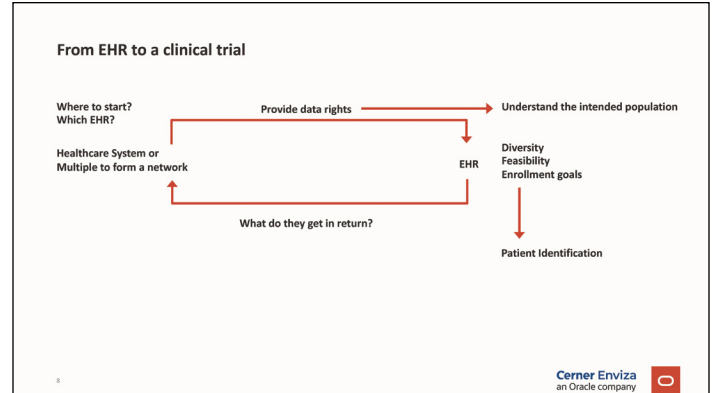 From EHR to a clinical trial
Where to start?
Which EHR?
Provide data rights
Understand the intended population
Healthcare System or
Multiple to form a network
EHR
Diversity
Feasibility
Enrollment goals
What do they get in return?
Patient Identification
8
Cerner Enviza
an Oracle company